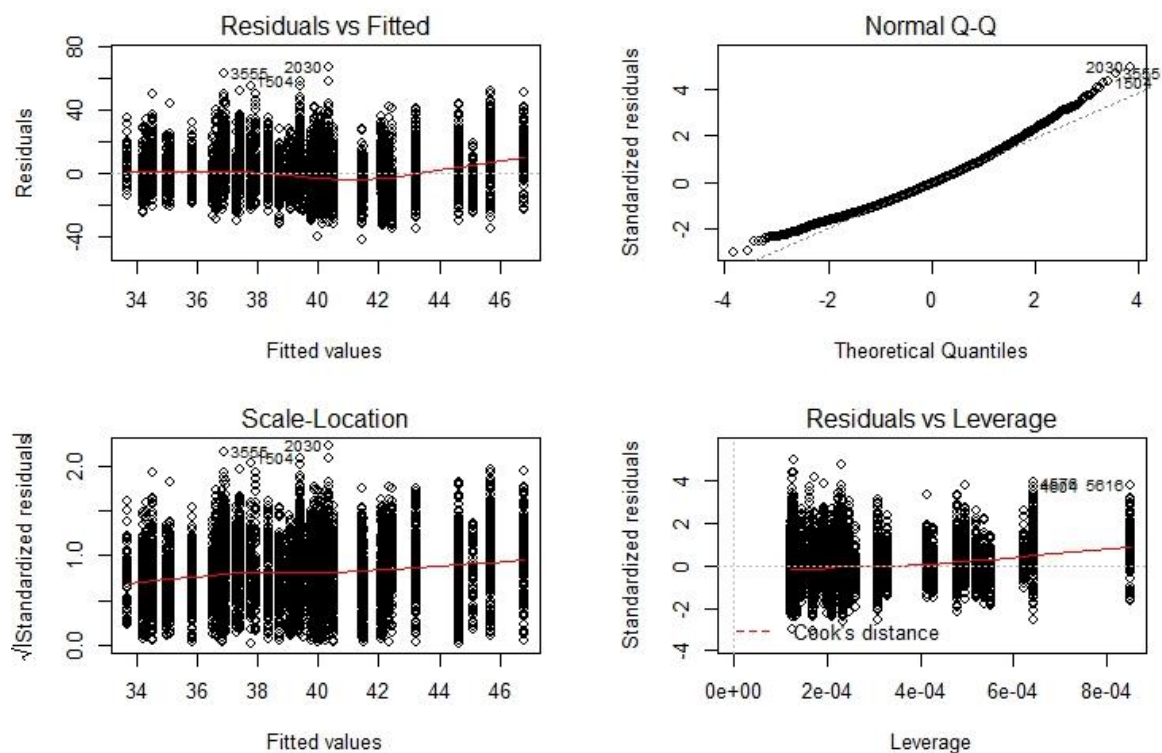 Residuals vs Fitted
Residuals
80
40
0
-40
3555
2030
1504
34 36 38 40 42 44 46
Fitted values
Normal Q-Q
Standardized residuals
4
2
0
-2
2030
3555
1504
-4 -2 0 2 4
Theoretical Quantiles
Scale-Location
√|Standardized residuals|
2.0
1.0
0.0
3555
2030
1504
34 36 38 40 42 44 46
Fitted values
Residuals vs Leverage
Standardized residuals
4
2
0
-2
-4
5616
Cook's distance
0e+00 2e-04 4e-04 6e-04 8e-04
Leverage